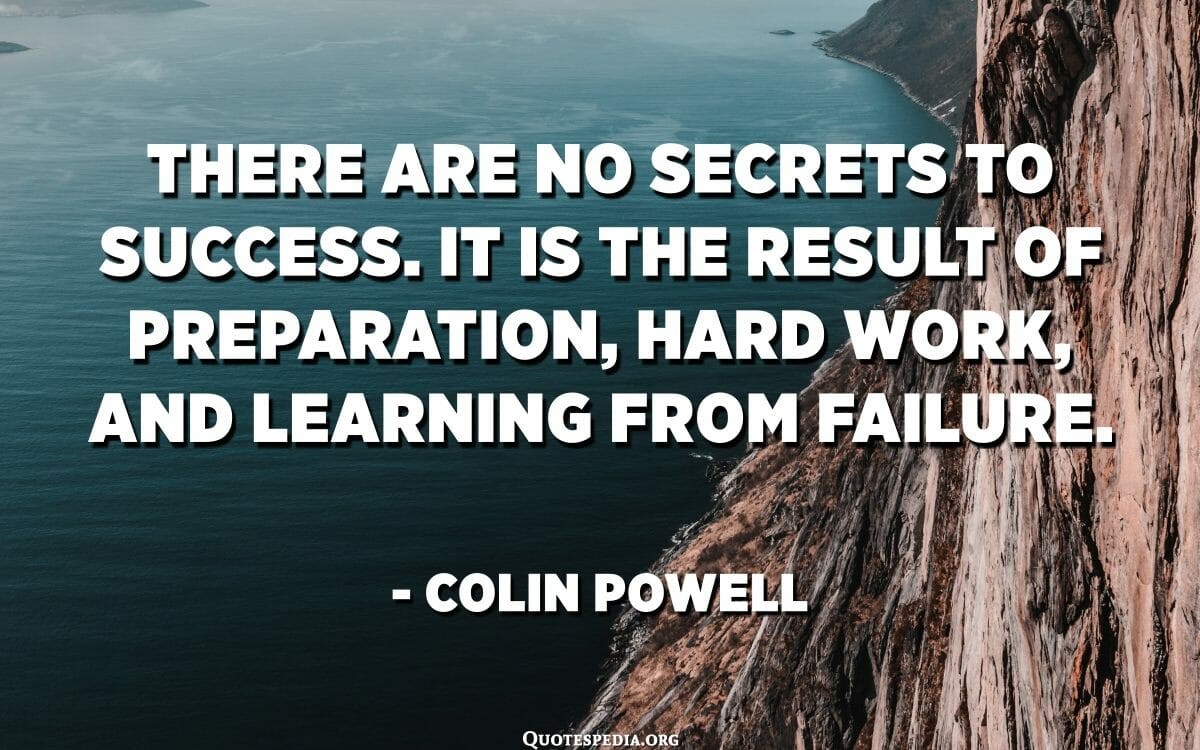 THERE ARE NO SECRETS TO
SUCCESS. IT IS THE RESULT OF
PREPARATION, HARD WORK,
AND LEARNING FROM FAILURE.
- COLIN POWELL
QUOTESPEDIA.ORG